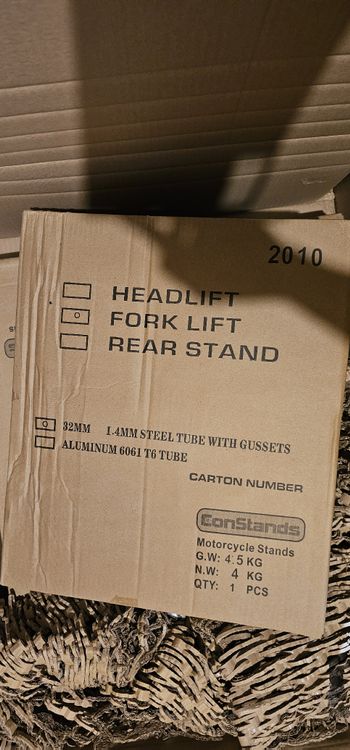 2010
HEADLIFT
FORK LIFT
REAR STAND
32MM 1.4MM STEEL TUBE WITH GUSSETS
ALUMINUM 6061 T6 TUBE
CARTON NUMBER
ConStands
Motorcycle Stands
G.W: 4.5 KG
N.W: 4 KG
QTY: 1 PCS